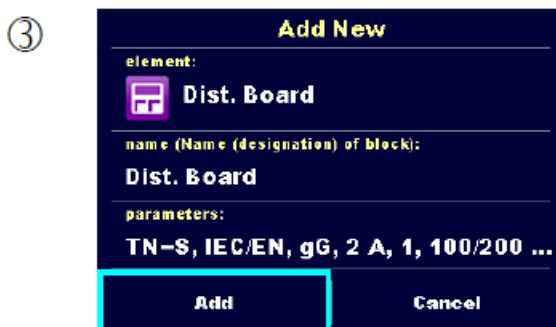 ③
Add New
element:
Dist. Board
name (Name (designation) of block):
Dist. Board
parameters:
TN-S, IEC/EN, gG, 2 A, 1, 100/200 ...
Add Cancel